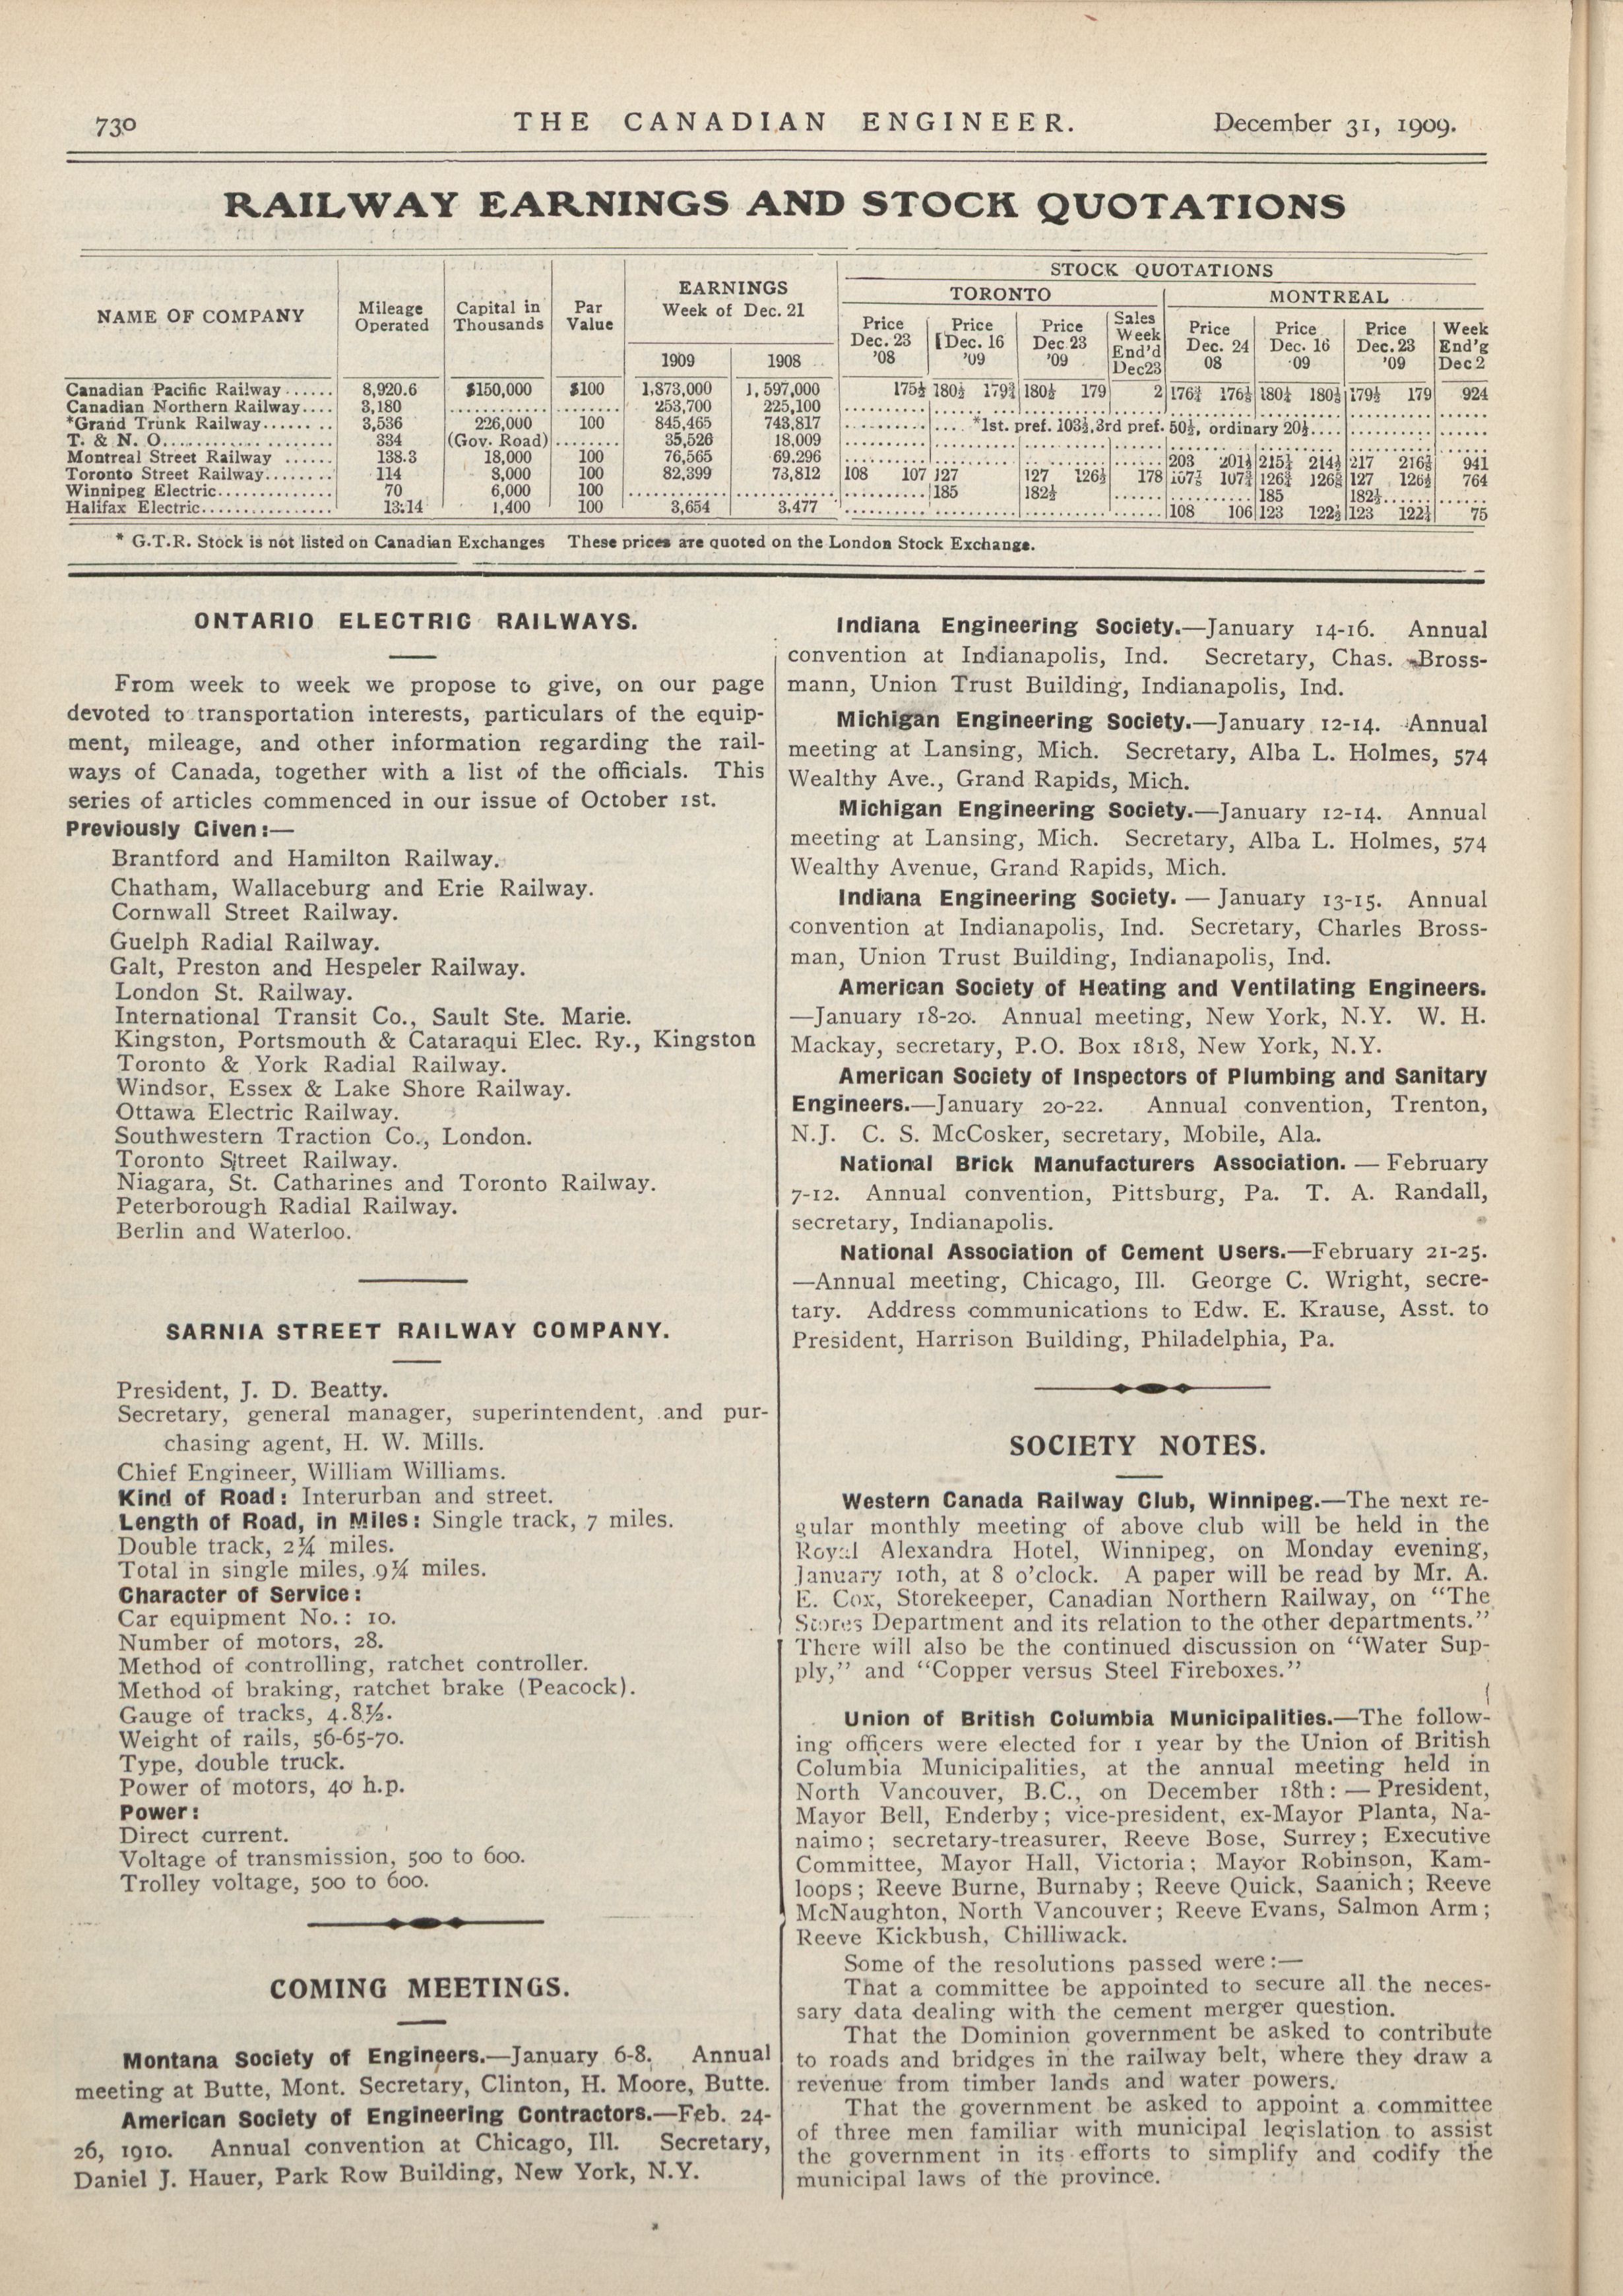 730
THE CANADIAN ENGINEER.
December 31, 1909.
RAILWAY EARNINGS AND STOCK QUOTATIONS
NAME OF COMPANY | Mileage Operated | Capital in Thousands | Par Value | EARNINGS Week of Dec. 21 | STOCK QUOTATIONS
TORONTO | MONTREAL
1909 | 1908 | Price Dec. 23 '08 | Price Dec. 16 '09 | Price Dec. 23 '09 | Sales Week End'd Dec23 | Price Dec. 24 08 | Price Dec. 16 09 | Price Dec. 23 '09 | Week End'g Dec 2
Canadian Pacific Railway...... 8,920.6 $150,000 $100 1,873,000 1,597,000 175½ 180½ 179¾ 180½ 179 2 176¾ 176½ 180¼ 180½ 179½ 179 924
Canadian Northern Railway.... 3,180 253,700 225,100
*Grand Trunk Railway........ 3,536 226,000 100 845,465 743,817 *1st. pref. 103½, 3rd pref. 50½, ordinary 20½....
T. & N. O. 334 (Gov. Road) 35,526 18,009
Montreal Street Railway ...... 138.3 18,000 100 76,565 69.296 203 201½ 215¼ 214½ 217 216¾ 941
Toronto Street Railway........ 114 8,000 100 82,399 73,812 108 107 127 127 126½ 178 107¾ 126¾ 127 126½ 764
Winnipeg Electric.............. 70 6,000 100 185 182½ 185 182½
Halifax Electric................ 13.14 1,400 100 3,654 3,477 108 106 123 122½ 123 122½ 75
* G.T.R. Stock is not listed on Canadian Exchanges These prices are quoted on the London Stock Exchange.
ONTARIO ELECTRIC RAILWAYS.
From week to week we propose to give, on our page
devoted to transportation interests, particulars of the equip-
ment, mileage, and other information regarding the rail-
ways of Canada, together with a list of the officials. This
series of articles commenced in our issue of October 1st.
Previously Given:—
Brantford and Hamilton Railway.
Chatham, Wallaceburg and Erie Railway.
Cornwall Street Railway.
Guelph Radial Railway.
Galt, Preston and Hespeler Railway.
London St. Railway.
International Transit Co., Sault Ste. Marie.
Kingston, Portsmouth & Cataraqui Elec. Ry., Kingston
Toronto & York Radial Railway.
Windsor, Essex & Lake Shore Railway.
Ottawa Electric Railway.
Southwestern Traction Co., London.
Toronto Street Railway.
Niagara, St. Catharines and Toronto Railway.
Peterborough Radial Railway.
Berlin and Waterloo.
SARNIA STREET RAILWAY COMPANY.
President, J. D. Beatty.
Secretary, general manager, superintendent, and pur-
chasing agent, H. W. Mills.
Chief Engineer, William Williams.
Kind of Road: Interurban and street.
Length of Road, in Miles: Single track, 7 miles.
Double track, 2¼ miles.
Total in single miles, 9¼ miles.
Character of Service:
Car equipment No.: 10.
Number of motors, 28.
Method of controlling, ratchet controller.
Method of braking, ratchet brake (Peacock).
Gauge of tracks, 4.8½.
Weight of rails, 56-65-70.
Type, double truck.
Power of motors, 40 h.p.
Power:
Direct current.
Voltage of transmission, 500 to 600.
Trolley voltage, 500 to 600.
COMING MEETINGS.
Montana Society of Engineers.—January 6-8. Annual
meeting at Butte, Mont. Secretary, Clinton, H. Moore, Butte.
American Society of Engineering Contractors.—Feb. 24-
26, 1910. Annual convention at Chicago, Ill. Secretary,
Daniel J. Hauer, Park Row Building, New York, N.Y.
Indiana Engineering Society.—January 14-16. Annual
convention at Indianapolis, Ind. Secretary, Chas. Bross-
mann, Union Trust Building, Indianapolis, Ind.
Michigan Engineering Society.—January 12-14. Annual
meeting at Lansing, Mich. Secretary, Alba L. Holmes, 574
Wealthy Ave., Grand Rapids, Mich.
Michigan Engineering Society.—January 12-14. Annual
meeting at Lansing, Mich. Secretary, Alba L. Holmes, 574
Wealthy Avenue, Grand Rapids, Mich.
Indiana Engineering Society. — January 13-15. Annual
convention at Indianapolis, Ind. Secretary, Charles Bross-
man, Union Trust Building, Indianapolis, Ind.
American Society of Heating and Ventilating Engineers.
—January 18-20. Annual meeting, New York, N.Y. W. H.
Mackay, secretary, P.O. Box 1818, New York, N.Y.
American Society of Inspectors of Plumbing and Sanitary
Engineers.—January 20-22. Annual convention, Trenton,
N.J. C. S. McCosker, secretary, Mobile, Ala.
National Brick Manufacturers Association. — February
7-12. Annual convention, Pittsburg, Pa. T. A. Randall,
secretary, Indianapolis.
National Association of Cement Users.—February 21-25.
—Annual meeting, Chicago, Ill. George C. Wright, secre-
tary. Address communications to Edw. E. Krause, Asst. to
President, Harrison Building, Philadelphia, Pa.
SOCIETY NOTES.
Western Canada Railway Club, Winnipeg.—The next re-
gular monthly meeting of above club will be held in the
Royal Alexandra Hotel, Winnipeg, on Monday evening,
January 10th, at 8 o'clock. A paper will be read by Mr. A.
E. Cox, Storekeeper, Canadian Northern Railway, on "The
Stores Department and its relation to the other departments."
There will also be the continued discussion on "Water Sup-
ply," and "Copper versus Steel Fireboxes."
Union of British Columbia Municipalities.—The follow-
ing officers were elected for 1 year by the Union of British
Columbia Municipalities, at the annual meeting held in
North Vancouver, B.C., on December 18th: — President,
Mayor Bell, Enderby; vice-president, ex-Mayor Planta, Na-
naimo; secretary-treasurer, Reeve Bose, Surrey; Executive
Committee, Mayor Hall, Victoria; Mayor Robinson, Kam-
loops; Reeve Burne, Burnaby; Reeve Quick, Saanich; Reeve
McNaughton, North Vancouver; Reeve Evans, Salmon Arm;
Reeve Kickbush, Chilliwack.
Some of the resolutions passed were:—
That a committee be appointed to secure all the neces-
sary data dealing with the cement merger question.
That the Dominion government be asked to contribute
to roads and bridges in the railway belt, where they draw a
revenue from timber lands and water powers.
That the government be asked to appoint a committee
of three men familiar with municipal legislation to assist
the government in its efforts to simplify and codify the
municipal laws of the province.